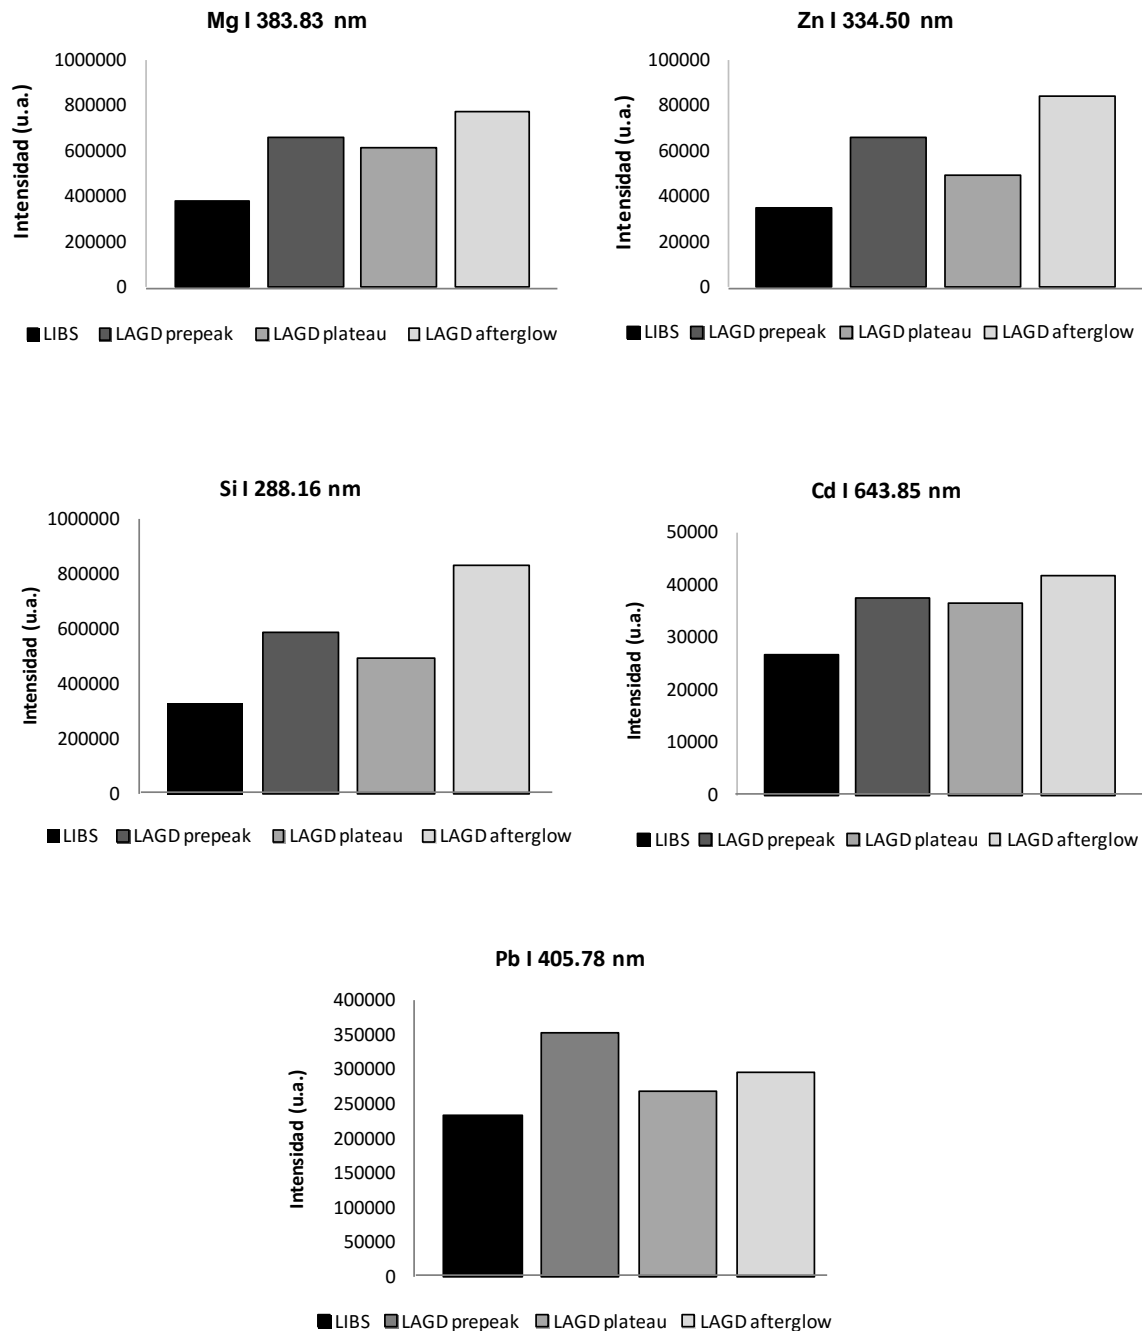 Mg I 383.83 nm
Intensidad (u.a.)
1000000
800000
600000
400000
200000
0
LIBS LAGD prepeak LAGD plateau LAGD afterglow
Zn I 334.50 nm
Intensidad (u.a.)
100000
80000
60000
40000
20000
0
LIBS LAGD prepeak LAGD plateau LAGD afterglow
Si I 288.16 nm
Intensidad (u.a.)
1000000
800000
600000
400000
200000
0
LIBS LAGD prepeak LAGD plateau LAGD afterglow
Cd I 643.85 nm
Intensidad (u.a.)
50000
40000
30000
20000
10000
0
LIBS LAGD prepeak LAGD plateau LAGD afterglow
Pb I 405.78 nm
Intensidad (u.a.)
400000
350000
300000
250000
200000
150000
100000
50000
0
LIBS LAGD prepeak LAGD plateau LAGD afterglow